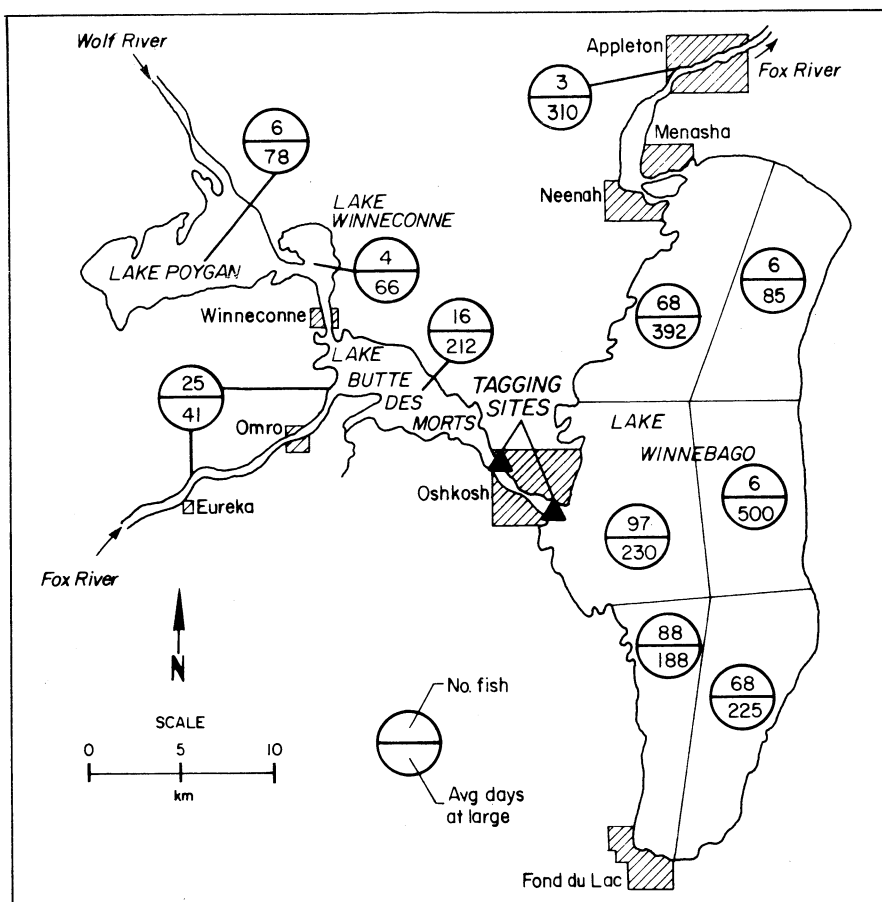 Wolf River
Appleton
Fox River
3
310
Menasha
Neenah
6
78
LAKE
WINNECONNE
LAKE POYGAN
4
66
6
85
68
392
Winneconne
16
212
LAKE
BUTTE
DES
MORTS
TAGGING
SITES
25
41
Omro
Eureka
Oshkosh
LAKE
WINNEBAGO
6
500
97
230
Fox River
N
88
188
68
225
No. fish
Avg days
at large
SCALE
0 5 10
km
Fond du Lac